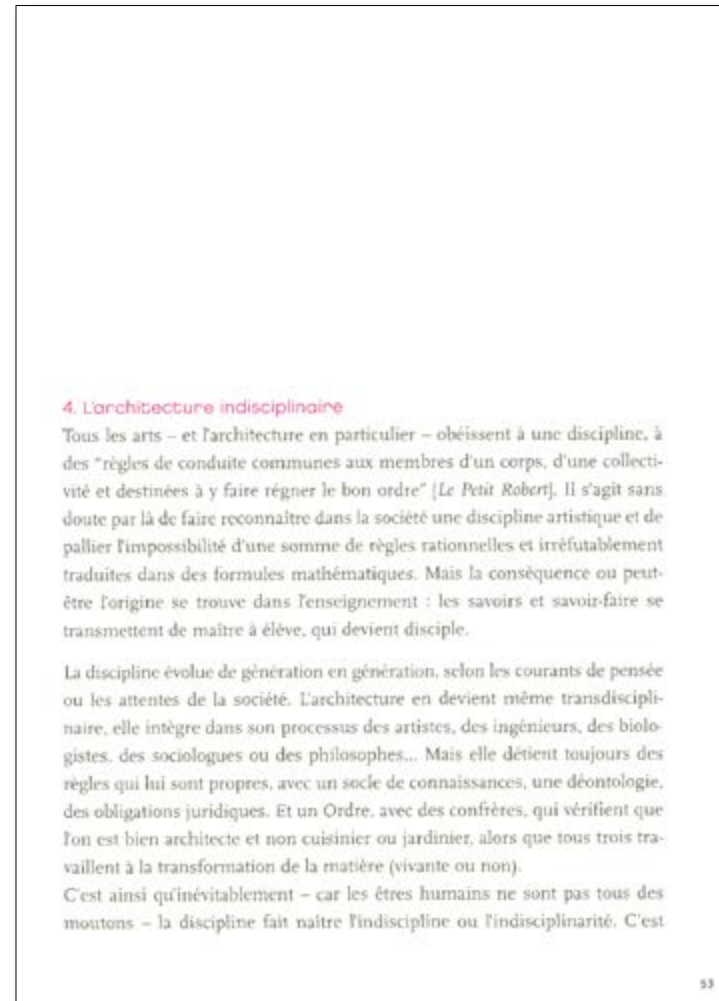 4. L'architecture indisciplinaire
Tous les arts – et l'architecture en particulier – obéissent à une discipline, à
des "règles de conduite communes aux membres d'un corps, d'une collecti-
vité et destinées à y faire régner le bon ordre" [Le Petit Robert]. Il s'agit sans
doute par là de faire reconnaître dans la société une discipline artistique et de
pallier l'impossibilité d'une somme de règles rationnelles et irréfutablement
traduites dans des formules mathématiques. Mais la conséquence ou peut-
être l'origine se trouve dans l'enseignement : les savoirs et savoir-faire se
transmettent de maître à élève, qui devient disciple.
La discipline évolue de génération en génération, selon les courants de pensée
ou les attentes de la société. L'architecture en devient même transdiscipli-
naire, elle intègre dans son processus des artistes, des ingénieurs, des biolo-
gistes, des sociologues ou des philosophes... Mais elle détient toujours des
règles qui lui sont propres, avec un socle de connaissances, une déontologie,
des obligations juridiques. Et un Ordre, avec des confrères, qui vérifient que
l'on est bien architecte et non cuisinier ou jardinier, alors que tous trois tra-
vaillent à la transformation de la matière (vivante ou non).
C'est ainsi qu'inévitablement – car les êtres humains ne sont pas tous des
moutons – la discipline fait naître l'indiscipline ou l'indisciplinarité. C'est
53